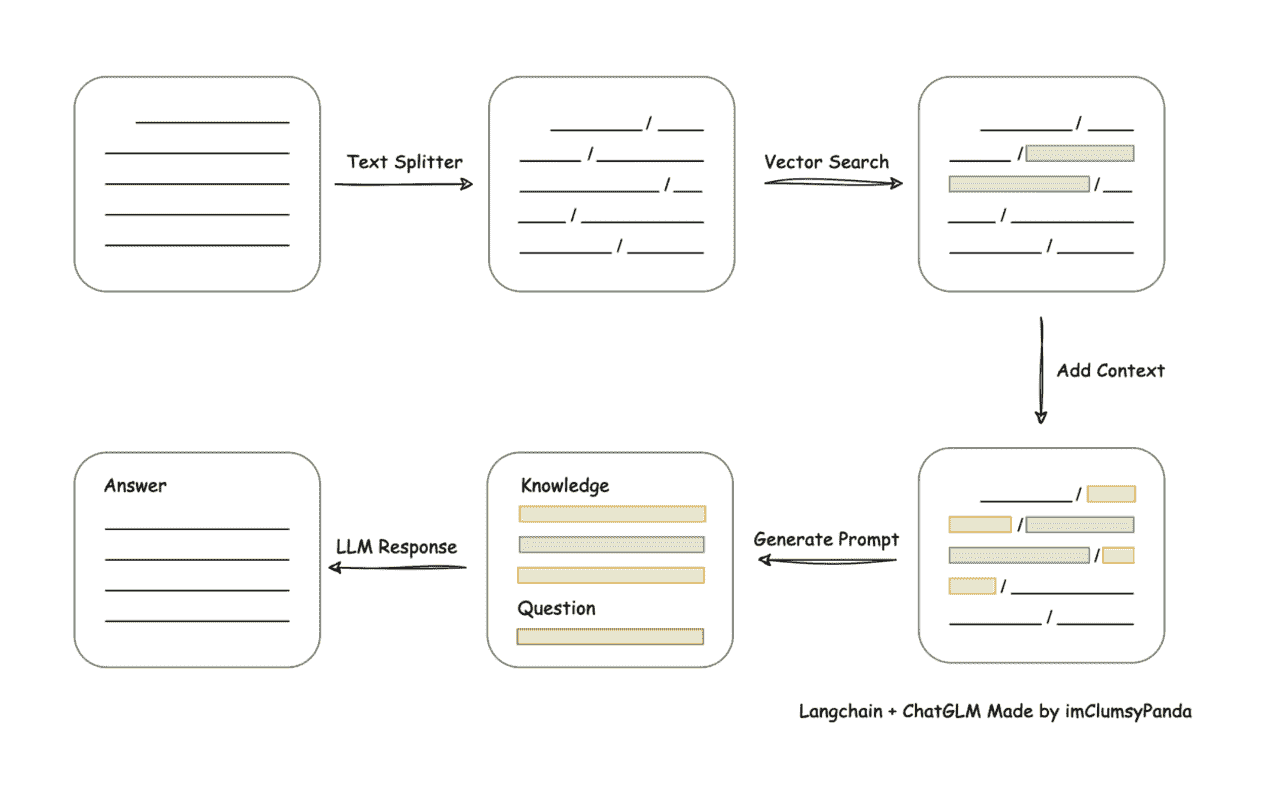 Text Splitter
Vector Search
Add Context
Generate Prompt
Knowledge
Question
LLM Response
Answer
Langchain + ChatGLM Made by imClumsyPanda